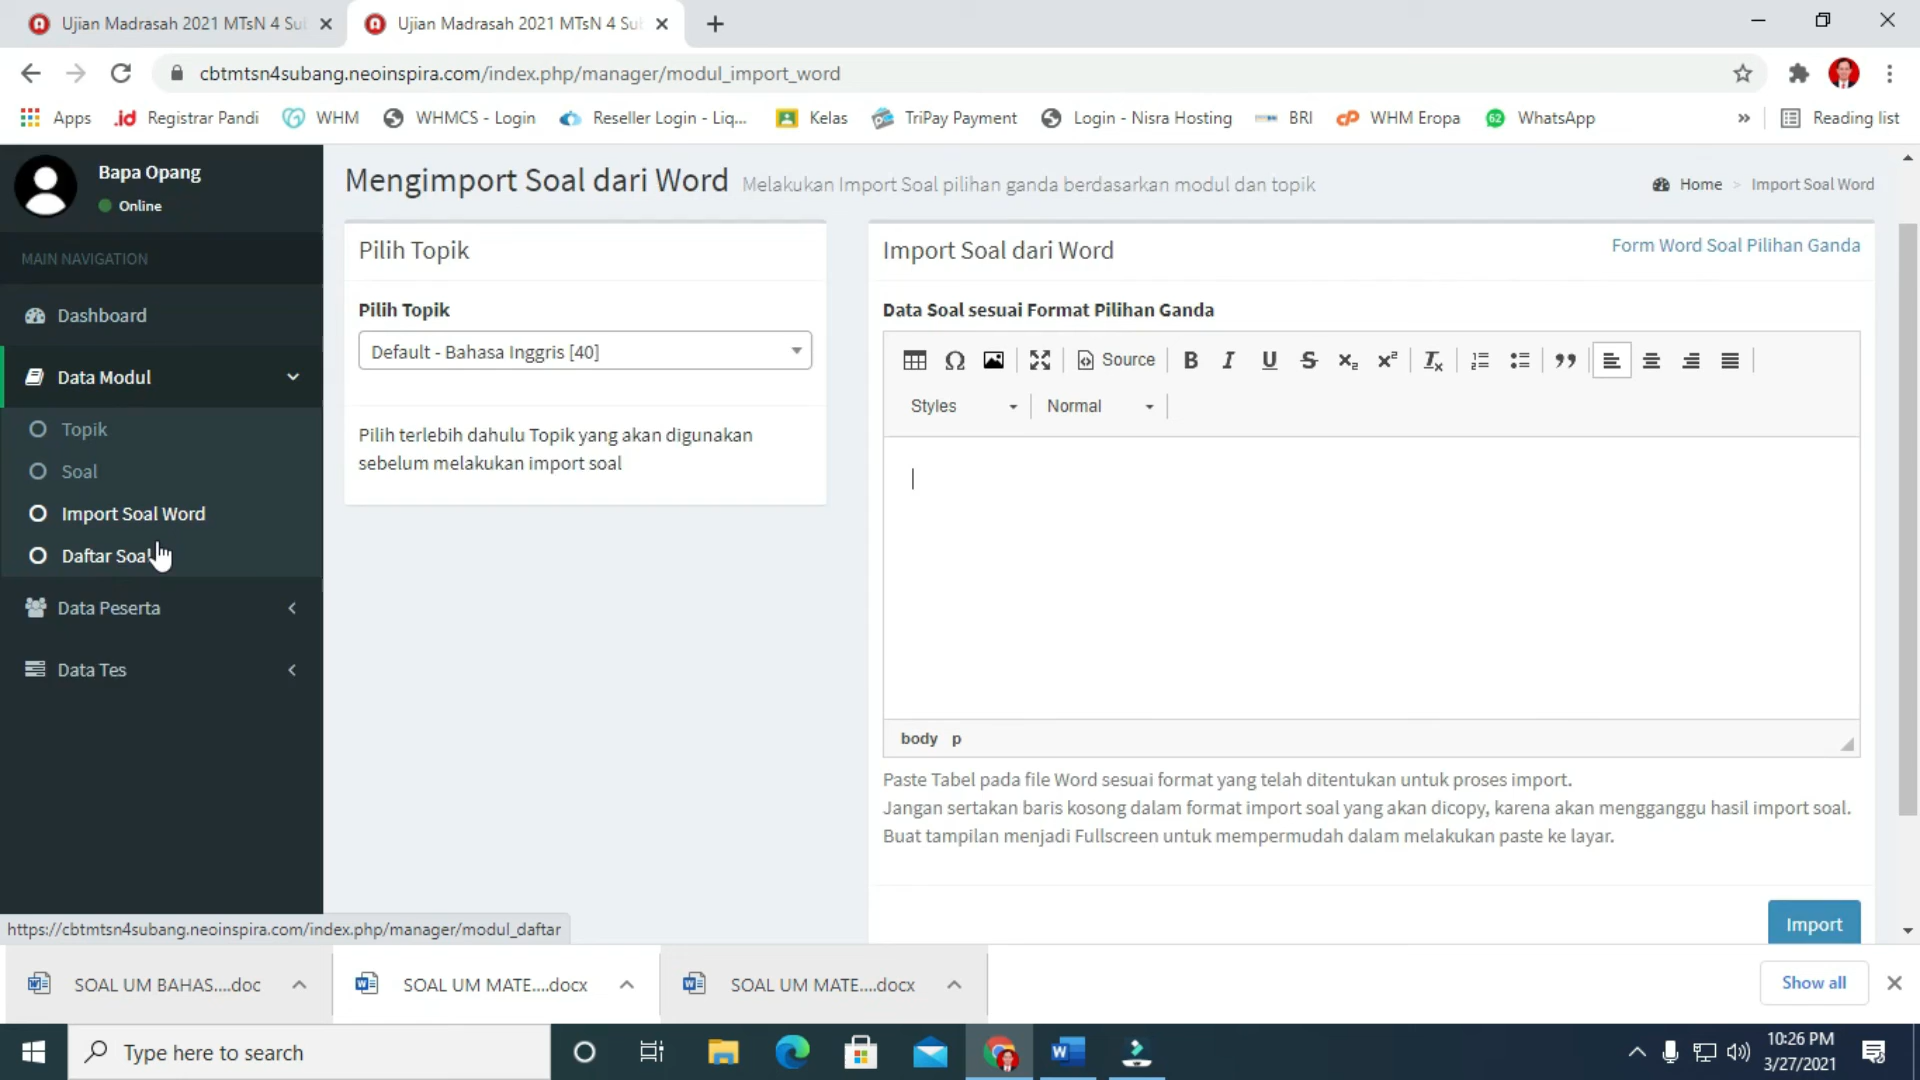 Ujian Madrasah 2021 MTsN 4 Su
Ujian Madrasah 2021 MTsN 4 Su
cbtmtsn4subang.neoinspira.com/index.php/manager/modul_import_word
Apps
.id Registrar Pandi
WHM
WHMCS - Login
Reseller Login - Liq...
Kelas
TriPay Payment
Login - Nisra Hosting
BRI
cP WHM Eropa
62 WhatsApp
»
Reading list
Bapa Opang
Online
MAIN NAVIGATION
Dashboard
Data Modul
Topik
Soal
Import Soal Word
Daftar Soal
Data Peserta
Data Tes
Mengimport Soal dari Word Melakukan Import Soal pilihan ganda berdasarkan modul dan topik
Home > Import Soal Word
Pilih Topik
Pilih Topik
Default - Bahasa Inggris [40]
Pilih terlebih dahulu Topik yang akan digunakan
sebelum melakukan import soal
Import Soal dari Word
Form Word Soal Pilihan Ganda
Data Soal sesuai Format Pilihan Ganda
Ω Source B I U S x₂ x² Tx
Styles Normal
body p
Paste Tabel pada file Word sesuai format yang telah ditentukan untuk proses import.
Jangan sertakan baris kosong dalam format import soal yang akan dicopy, karena akan mengganggu hasil import soal.
Buat tampilan menjadi Fullscreen untuk mempermudah dalam melakukan paste ke layar.
Import
https://cbtmtsn4subang.neoinspira.com/index.php/manager/modul_daftar
SOAL UM BAHAS....doc
SOAL UM MATE....docx
SOAL UM MATE....docx
Show all
Type here to search
10:26 PM
3/27/2021